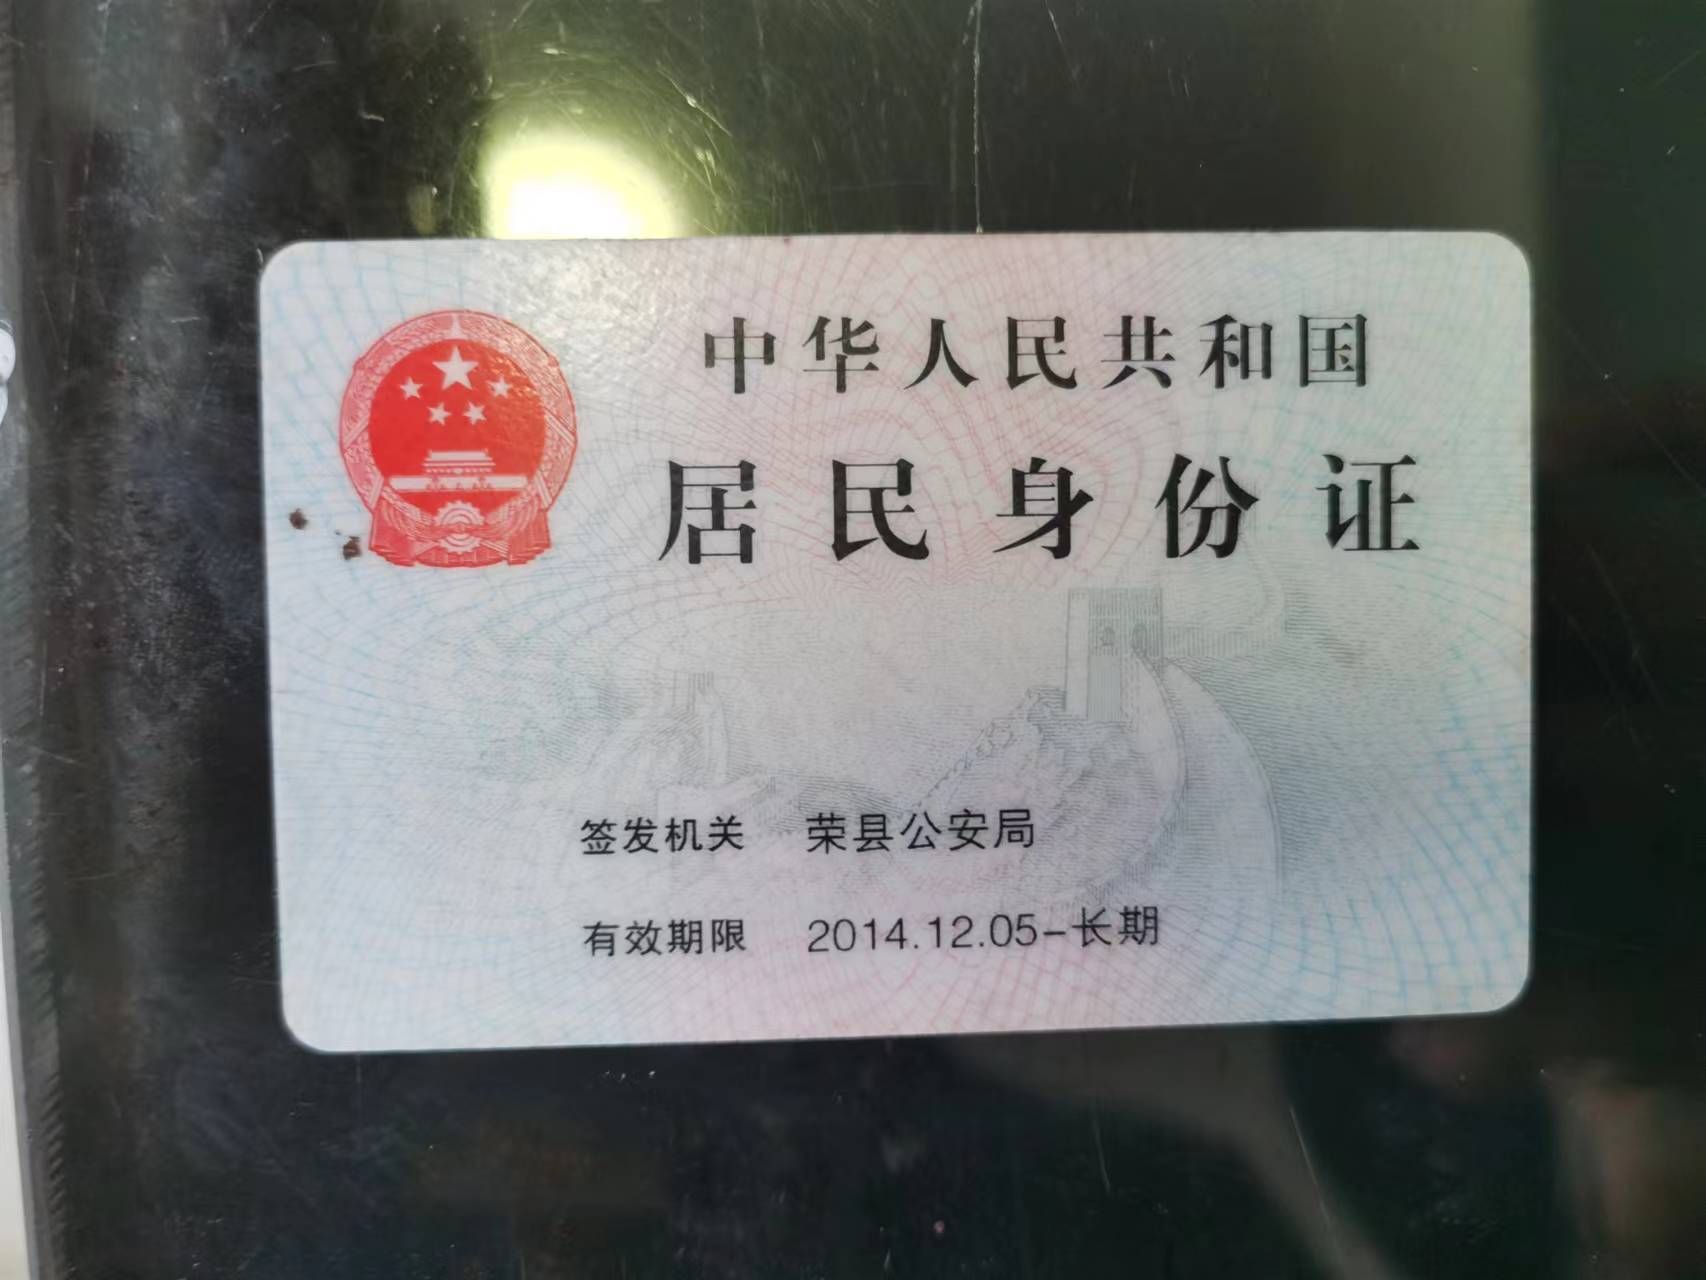 中华人民共和国
居民身份证
签发机关 荣县公安局
有效期限 2014.12.05-长期